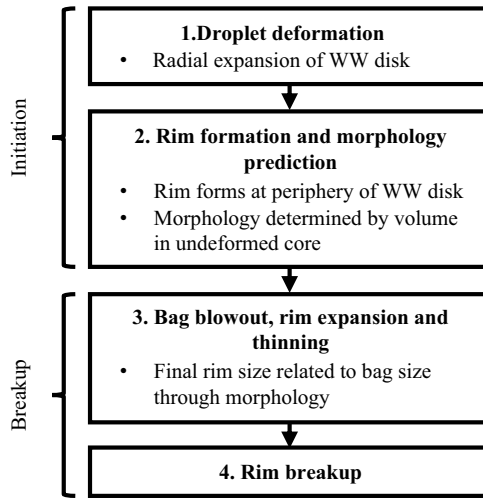 Initiation
1.Droplet deformation
• Radial expansion of WW disk
2. Rim formation and morphology
prediction
• Rim forms at periphery of WW disk
• Morphology determined by volume
in undeformed core
Breakup
3. Bag blowout, rim expansion and
thinning
• Final rim size related to bag size
through morphology
4. Rim breakup